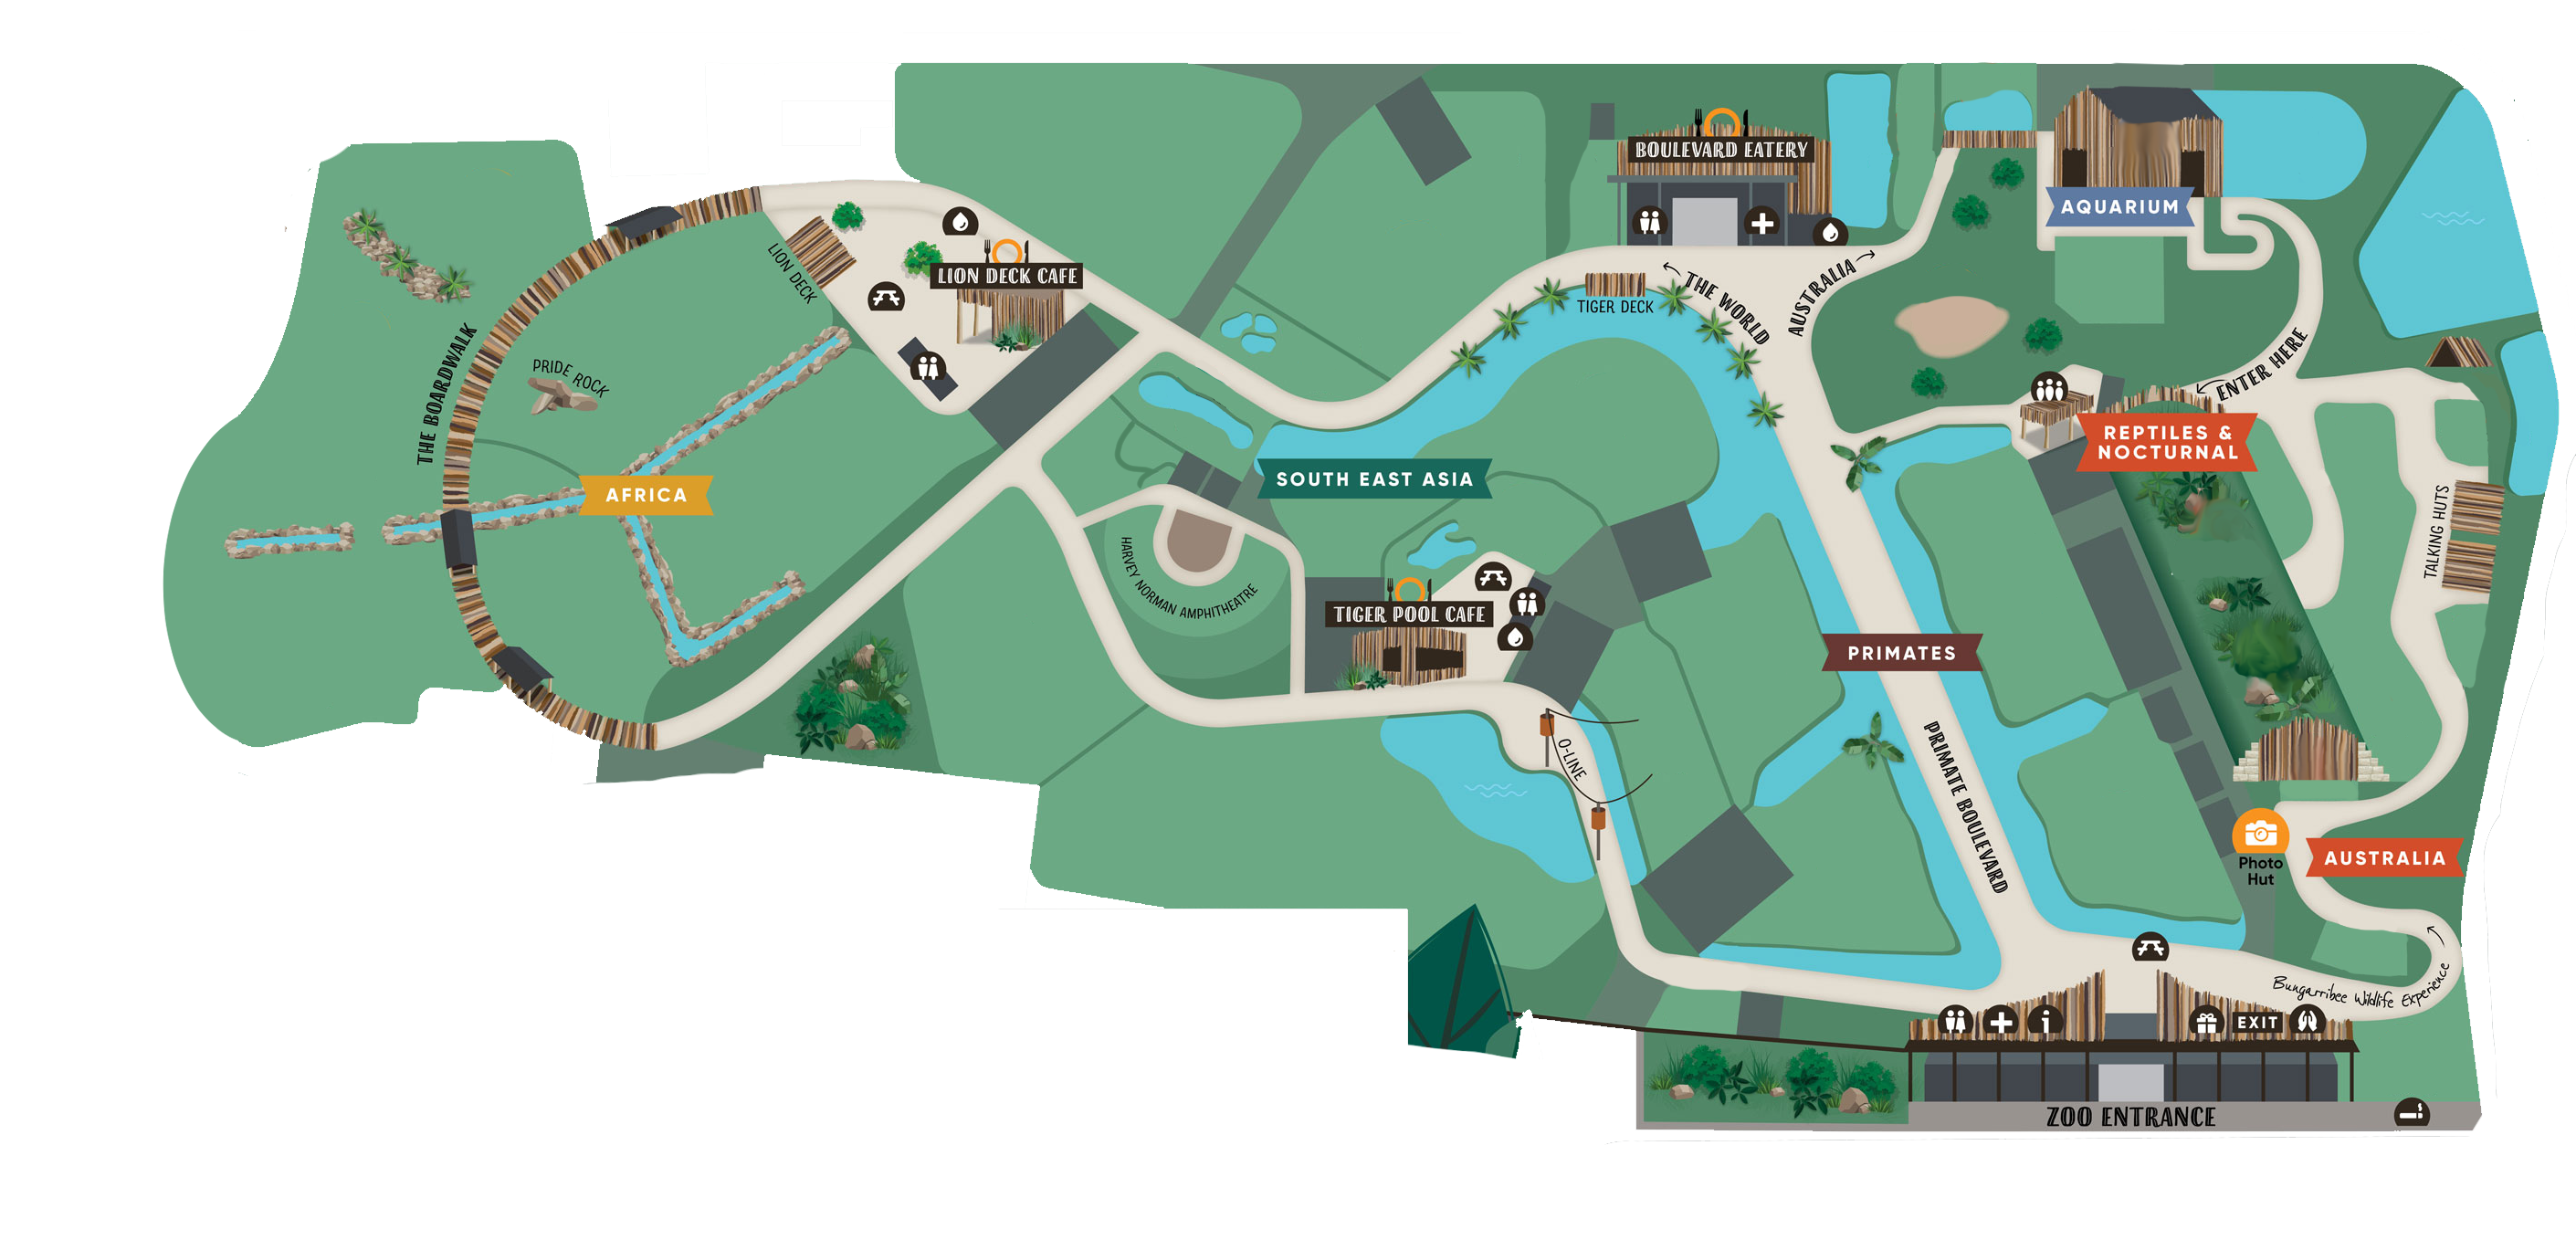 BOULEVARD EATERY
AQUARIUM
LION DECK
LION DECK CAFE
TIGER DECK
THE WORLD
AUSTRALIA
THE BOARDWALK
PRIDE ROCK
ENTER HERE
REPTILES &
NOCTURNAL
AFRICA
SOUTH EAST ASIA
TALKING HUTS
HARVEY NORMAN AMPHITHEATRE
TIGER POOL CAFE
PRIMATES
O-LINE
PRIMATE BOULEVARD
Photo
Hut
AUSTRALIA
Bungarribee Wildlife Experience
i
EXIT
ZOO ENTRANCE